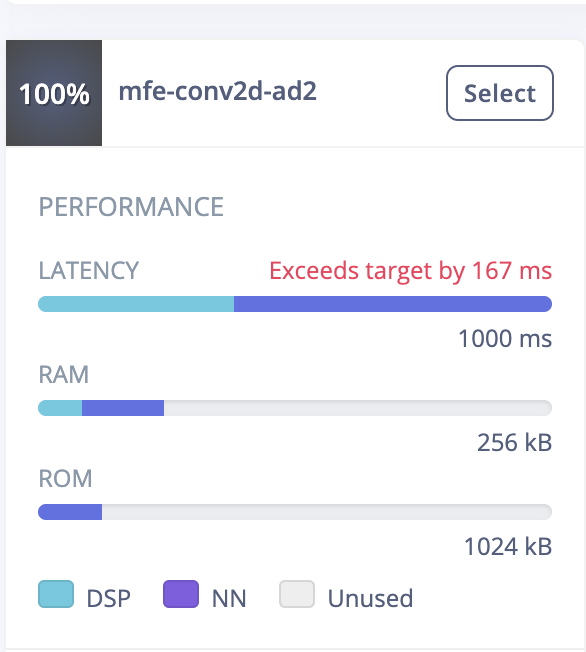 100%
mfe-conv2d-ad2
Select
PERFORMANCE
LATENCY Exceeds target by 167 ms
1000 ms
RAM
256 kB
ROM
1024 kB
DSP NN Unused